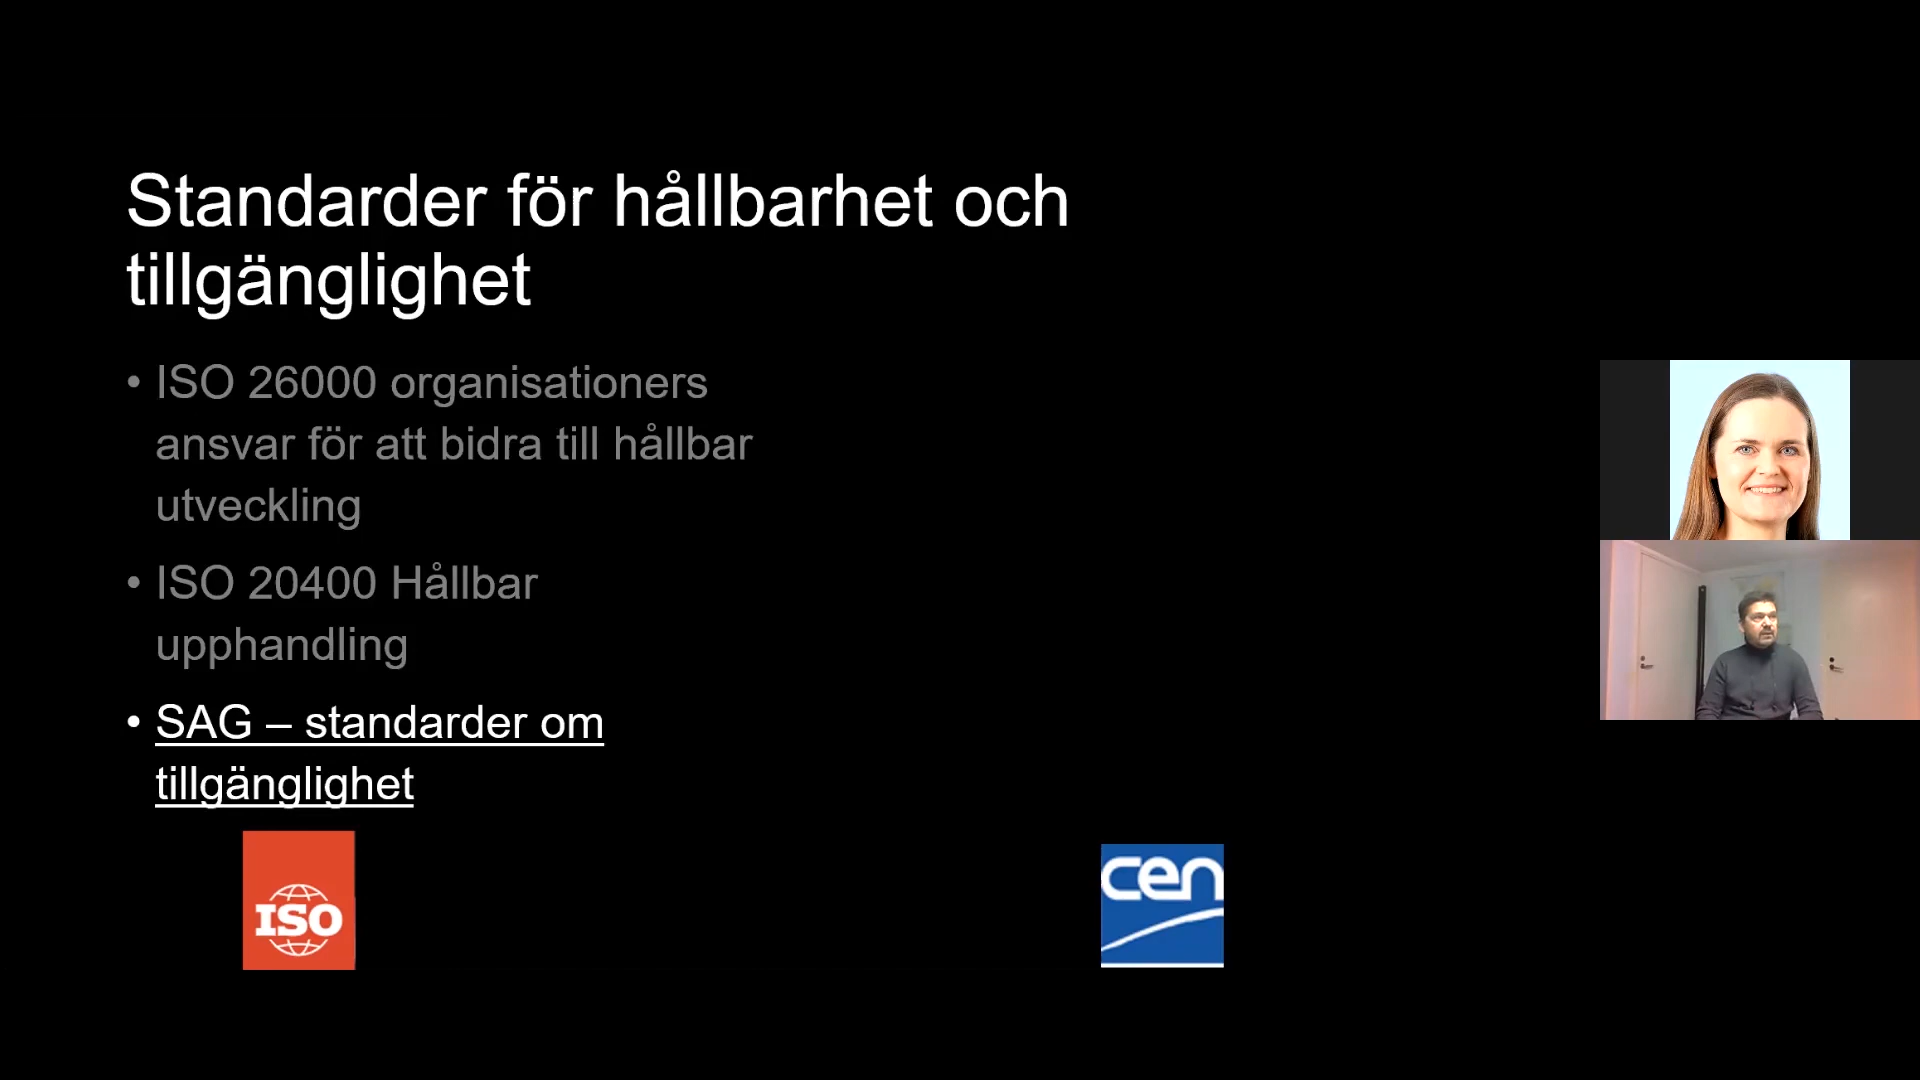 Standarder för hållbarhet och
tillgänglighet
• ISO 26000 organisationers
ansvar för att bidra till hållbar
utveckling
• ISO 20400 Hållbar
upphandling
• SAG – standarder om
tillgänglighet
ISO
cen